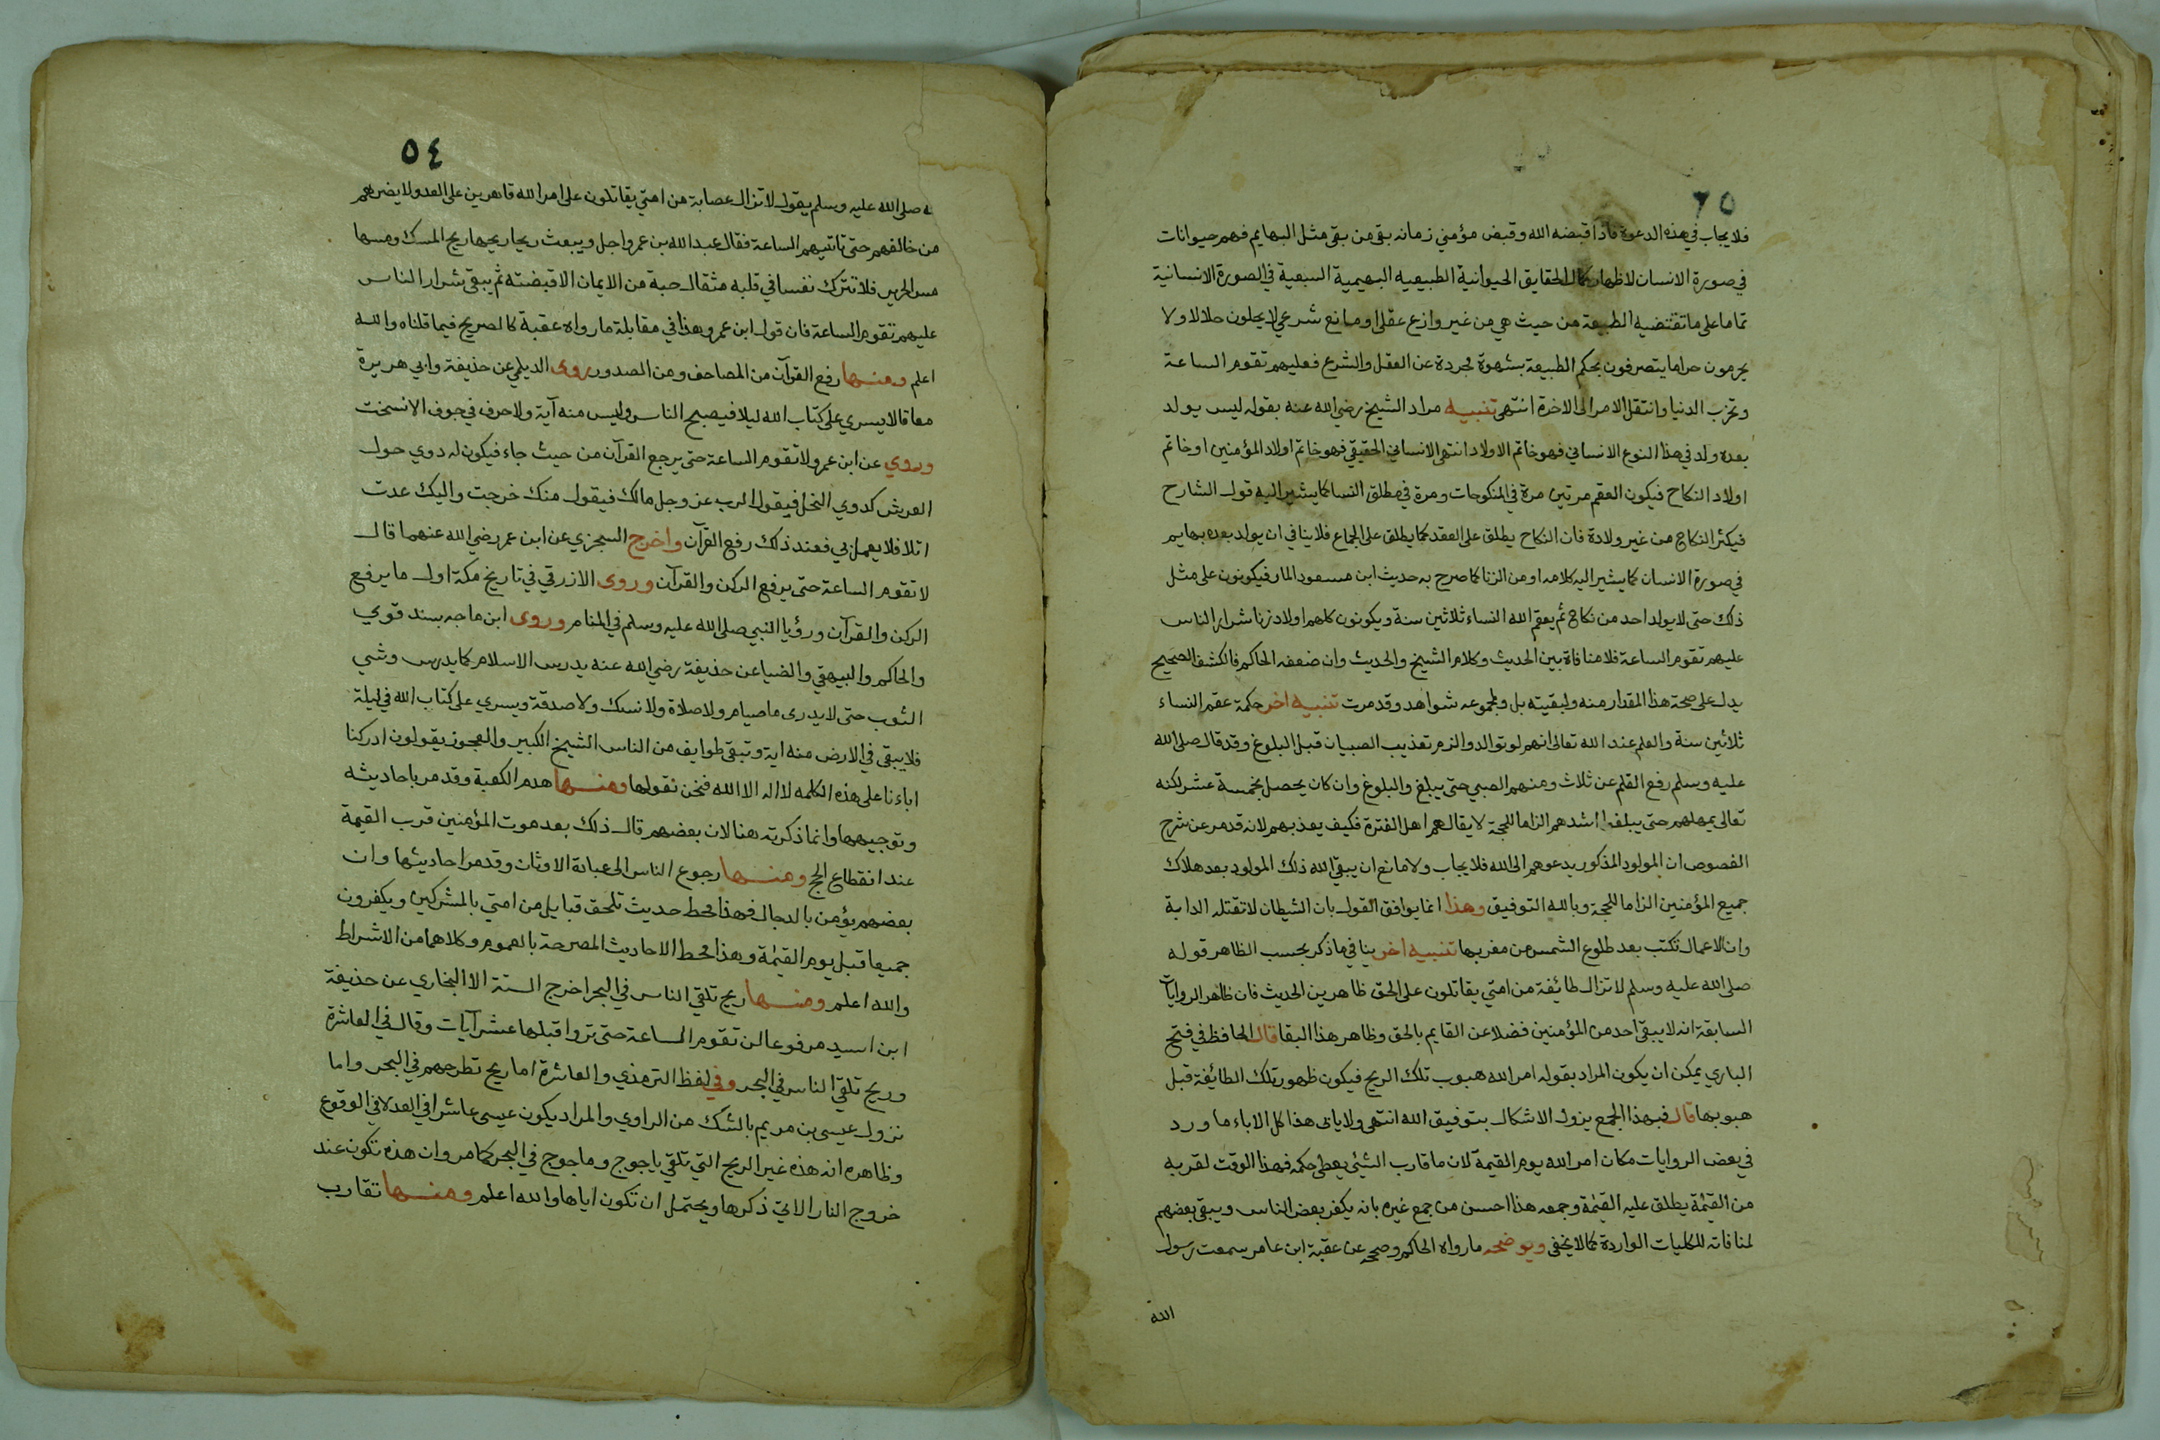 ٦٥
فلا يجاب في هذه الدعوة فاذا قبضه الله وقبض مؤمني زمانه بقي من بقي مثل البهايم فهم حيوانات
في صورة الانسان لاظهار كمال الحقايق الحيوانية الطبيعيه البهيمية السبعية في الصورة الانسانية
تماما على ما تقتضيه الطبيعة من حيث هي من غير وازع عقلي او مانع شرعي لا يحلون حلالا ولا
يحرمون حراما يتصرفون بحكم الطبيعة بشهوة مجردة عن العقل والشرع فعليهم تقوم الساعة
وتخرب الدنيا وانتقل الامر الى الاخرة انتهى تنبيه مراد الشيخ رضي الله عنه بقوله ليس يولد
بعده ولد في هذا النوع الانساني فهو خاتم الاولاد انتهى الانساني الحقيقي فهو خاتم اولاد المؤمنين او خاتم
اولاد النكاح فيكون العقم مرتين مرة في المنكوحات ومرة في مطلق النسا كما يشير اليه قول الشارح
فيكثر النكاح من غير ولادة فان النكاح يطلق على العقد كما يطلق على الجماع فلا ينافي ان يولد بعده بهايم
في صورة الانسان كما يشير اليه كلامه او من الزنا كما صرح به حديث ابن مسعود المار فيكونون على مثل
ذلك حتى لا يولد احد من نكاح ثم يعقم الله النساء ثلاثين سنة ويكونون كلهم اولاد زنا شرار الناس
عليهم تقوم الساعة فلا منافاة بين الحديث وكلام الشيخ والحديث وان ضعفه الحاكم فالكشف الصحيح
يدل على صحة هذا المقدار منه ولبقيته بل ولمجموعه شواهد وقد مرت تنبيه اخر حكمة عقم النساء
ثلاثين سنة والعلم عند الله تعالى انهم لو توالدوا لزم تعذيب الصبيان قبل البلوغ وقد قال صلى الله
عليه وسلم رفع القلم عن ثلاث ومنهم الصبي حتى يبلغ والبلوغ وان كان يحصل بخمسة عشر لكنه
تعالى يمهلهم حتى يبلغوا اشدهم الزاما للحجة لا يقال هم اهل الفترة فكيف يعذبهم لانه قد مر عن شرح
الفصوص ان المولود المذكور يدعوهم الى الله فلا يجاب ولا مانع ان يبقي الله ذلك المولود بعد هلاك
جميع المؤمنين الزاما للحجة وبالله التوفيق وهذا انما يوافق القول بان الشيطان لا تقتله الدابة
وان الاعمال تكتب بعد طلوع الشمس من مغربها تنبيه اخر ينافي ما ذكر بحسب الظاهر قوله
صلى الله عليه وسلم لا تزال طائفة من امتي يقاتلون على الحق ظاهرين الحديث فان ظاهر الروايات
السابقة انه لا يبقى احد من المؤمنين فضلا عن القايم بالحق وظاهر هذا البقا قال الحافظ في فتح
الباري يمكن ان يكون المراد بقوله امر الله هبوب تلك الريح فيكون ظهور تلك الطائفة قبل
هبوبها قال فبهذا الجمع يزول الاشكال بتوفيق الله انتهى ولا يابى هذا كل الاباء ما ورد
في بعض الروايات مكان امر الله يوم القيمة لان ما قارب الشيئ يعطى حكمه فهذا الوقت لقربه
من القيمة يطلق عليه القيمة وجمعه هذا احسن من جمع غيره بانه يكفر بعض الناس ويبقى بعضهم
لمنافاته للكليات الواردة كما لا يخفى ويوضحه ما رواه الحاكم وصححه عن عقبة ابن عامر سمعت رسول
الله
٥٤
له صلى الله عليه وسلم يقول لا تزال عصابة من امتي يقاتلون على امر الله قاهرين على العدو لا يضرهم
من خالفهم حتى تاتيهم الساعة فقال عبد الله بن عمرو اجل ويبعث ريحا ريحها ريح المسك ومسها
مس الحرير فلا تترك نفسا في قلبه مثقال حبة من الايمان الا قبضته ثم يبقى شرار الناس
عليهم تقوم الساعة فان قول ابن عمرو هذا في مقابلة ما رواه عقبة كالصريح فيما قلناه والله
اعلم ومنها رفع القرآن من المصاحف ومن الصدور روى الديلمي عن حذيفة وابي هريرة
معا قالا يسري على كتاب الله ليلا فيصبح الناس وليس منه آية ولا حرف في جوف الا نسخت
وروي عن ابن عمر ولا تقوم الساعة حتى يرجع القرآن من حيث جاء فيكون له دوي حول
العرش كدوي النحل فيقول الرب عز وجل مالك فيقول منك خرجت واليك عدت
اتلا فلا يعمل بي فعند ذلك رفع القرآن واخرج السجزي عن ابن عمر رضي الله عنهما قال
لا تقوم الساعة حتى يرفع الركن والقرآن وروى الازرقي في تاريخ مكة اول ما يرفع
الركن والقرآن ورؤيا النبي صلى الله عليه وسلم في المنام وروى ابن ماجه بسند قوي
والحاكم والبيهقي والضيا عن حذيفة رضي الله عنه يدرس الاسلام كما يدرس وشي
الثوب حتى لا يدرى ما صيام ولا صلاة ولا نسك ولا صدقة ويسري على كتاب الله في ليلة
فلا يبقى في الارض منه اية وتبقى طوايف من الناس الشيخ الكبير والعجوز يقولون ادركنا
اباءنا على هذه الكلمه لا اله الا الله فنحن نقولها ومنها هدم الكعبة وقد مر باحاديثه
وتوجيهها وانما ذكرته هنا لان بعضهم قال ذلك بعد موت المؤمنين قرب القيمة
عند انقطاع الحج ومنها رجوع الناس الى عبادة الاوثان وقد مر احاديثها وان
بعضهم يؤمن بالدجال فهذا محط حديث تلحق قبايل من امتي بالمشركين ويكفرون
جميعا قبل يوم القيمة وهذا محط الاحاديث المصرحة بالعموم وكلاهما من الاشراط
والله اعلم ومنها ريح تلقي الناس في البحر اخرج الستة الا البخاري عن حذيفة
ابن اسيد مرفوعا لن تقوم الساعة حتى تروا قبلها عشر آيات وقال في العاشرة
وريح تلقي الناس في البحر وفي لفظ الترمذي والعاشرة اما ريح تطرحهم في البحر واما
نزول عيسى بن مريم بالشك من الراوي والمراد يكون عيسى عاشرا في العد لا في الوقوع
وظاهره انه هذه غير الريح التي تلقي ياجوج وماجوج في البحر كما مر وان هذه تكون عند
خروج النار الاتي ذكرها ويحتمل ان تكون اياها والله اعلم ومنها تقارب